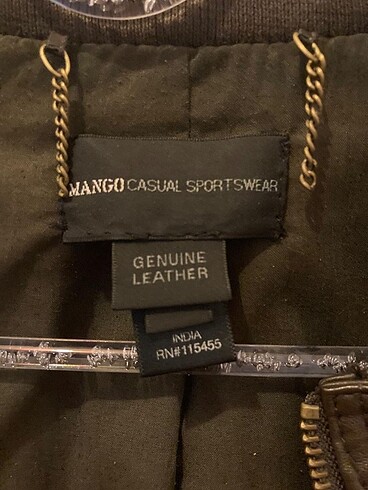 MANGO CASUAL SPORTSWEAR
GENUINE
LEATHER
INDIA
RN#115455